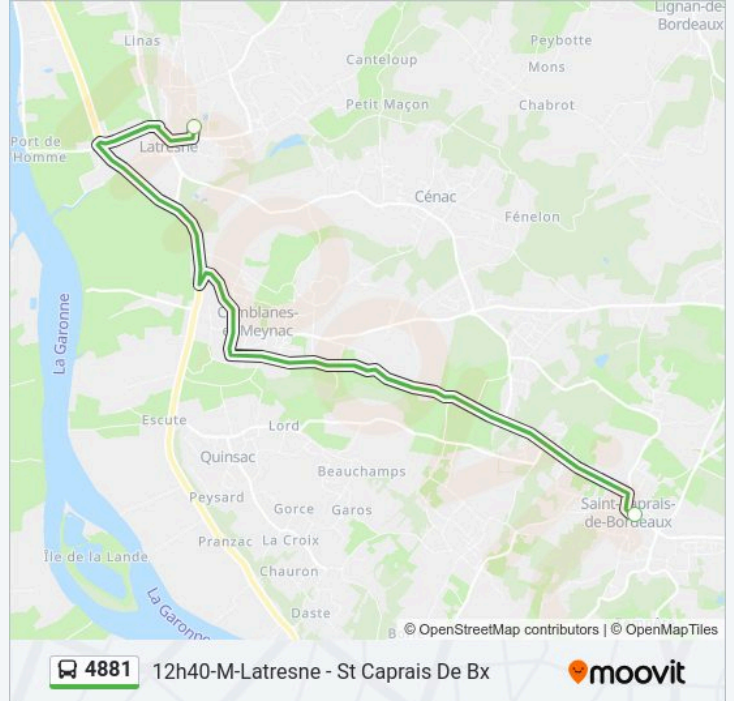 Lignan-de-
Bordeaux
Linas
Peybotte
Canteloup
Mons
Petit Maçon
Chabrot
Port de
Homme
Latresne
Cénac
Fénelon
La Garonne
et Meynac
Escute
Lord
Quinsac
Beauchamps
Peysard
Gorce
Garos
Saint-Caprais-
de-Bordeaux
Pranzac
La Croix
Île de la Lande
Chauron
La Garonne
Daste
© OpenStreetMap contributors | © OpenMapTiles
4881
12h40-M-Latresne - St Caprais De Bx
moovit